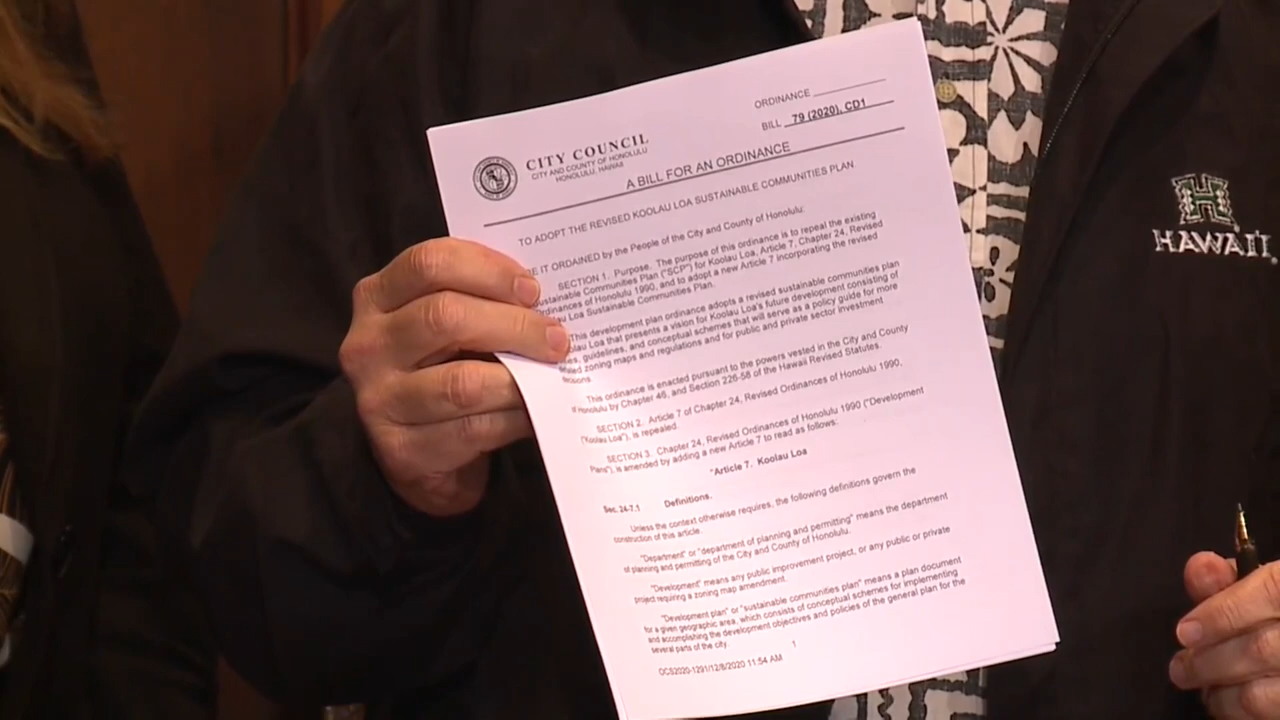 ORDINANCE
BILL 79 (2020), CD1
CITY COUNCIL
CITY AND COUNTY OF HONOLULU
HONOLULU, HAWAII
A BILL FOR AN ORDINANCE
TO ADOPT THE REVISED KOOLAU LOA SUSTAINABLE COMMUNITIES PLAN.
E IT ORDAINED by the People of the City and County of Honolulu:
SECTION 1. Purpose. The purpose of this ordinance is to repeal the existing
Sustainable Communities Plan ("SCP") for Koolau Loa, Article 7, Chapter 24, Revised
Ordinances of Honolulu 1990, and to adopt a new Article 7 incorporating the revised
lau Loa Sustainable Communities Plan.
This development plan ordinance adopts a revised sustainable communities plan
lau Loa that presents a vision for Koolau Loa's future development consisting of
es, guidelines, and conceptual schemes that will serve as a policy guide for more
zoning maps and regulations and for public and private sector investment
This ordinance is enacted pursuant to the powers vested in the City and County
of Honolulu by Chapter 46, and Section 226-58 of the Hawaii Revised Statutes.
SECTION 2. Article 7 of Chapter 24, Revised Ordinances of Honolulu 1990,
("Koolau Loa"), is repealed.
SECTION 3. Chapter 24, Revised Ordinances of Honolulu 1990 ("Development
Plans"), is amended by adding a new Article 7 to read as follows:
"Article 7. Koolau Loa
Sec. 24-7.1 Definitions.
Unless the context otherwise requires, the following definitions govern the
construction of this article.
"Department" or "department of planning and permitting" means the department
of planning and permitting of the City and County of Honolulu.
"Development" means any public improvement project, or any public or private
project requiring a zoning map amendment.
"Development plan" or "sustainable communities plan" means a plan document
for a given geographic area, which consists of conceptual schemes for implementing
and accomplishing the development objectives and policies of the general plan for the
several parts of the city.
1
OCS2020-1291/12/8/2020 11:54 AM
H
HAWAII